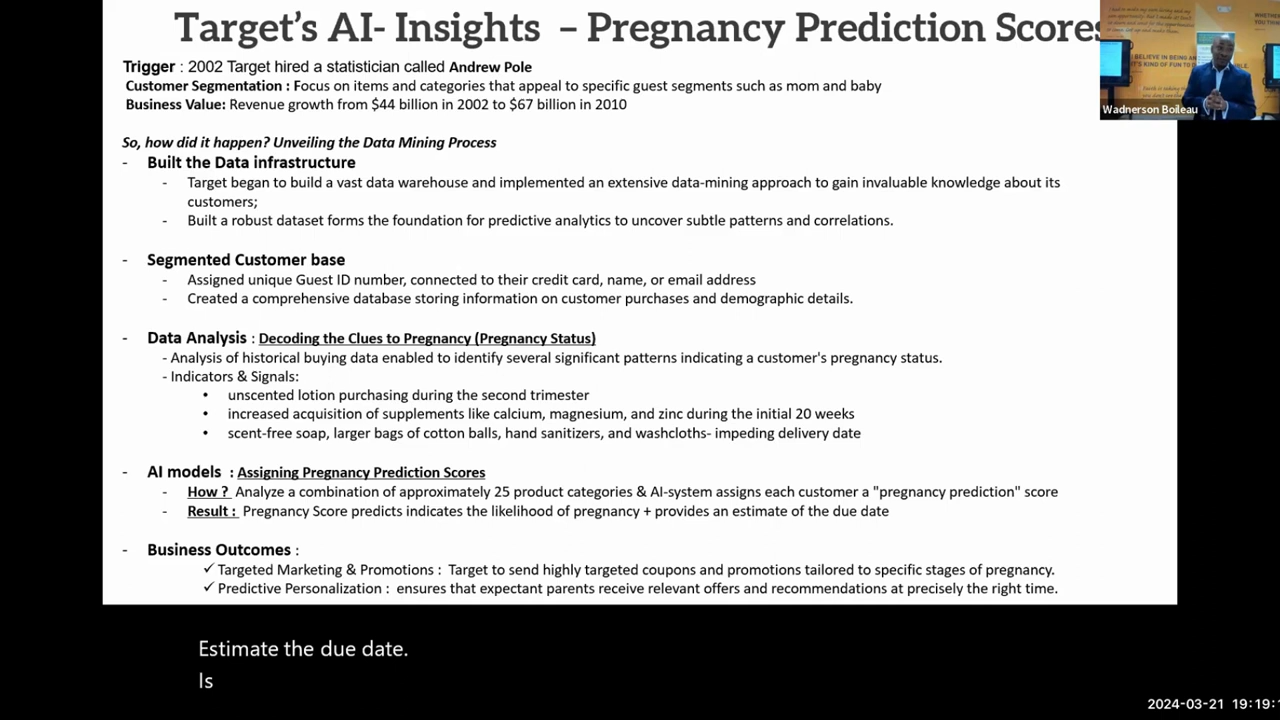 Target's AI- Insights – Pregnancy Prediction Scores
Trigger : 2002 Target hired a statistician called Andrew Pole
Customer Segmentation : Focus on items and categories that appeal to specific guest segments such as mom and baby
Business Value: Revenue growth from $44 billion in 2002 to $67 billion in 2010
So, how did it happen? Unveiling the Data Mining Process
- Built the Data infrastructure
- Target began to build a vast data warehouse and implemented an extensive data-mining approach to gain invaluable knowledge about its
customers;
- Built a robust dataset forms the foundation for predictive analytics to uncover subtle patterns and correlations.
- Segmented Customer base
- Assigned unique Guest ID number, connected to their credit card, name, or email address
- Created a comprehensive database storing information on customer purchases and demographic details.
- Data Analysis : Decoding the Clues to Pregnancy (Pregnancy Status)
- Analysis of historical buying data enabled to identify several significant patterns indicating a customer's pregnancy status.
- Indicators & Signals:
• unscented lotion purchasing during the second trimester
• increased acquisition of supplements like calcium, magnesium, and zinc during the initial 20 weeks
• scent-free soap, larger bags of cotton balls, hand sanitizers, and washcloths- impeding delivery date
- AI models : Assigning Pregnancy Prediction Scores
- How ? Analyze a combination of approximately 25 product categories & AI-system assigns each customer a "pregnancy prediction" score
- Result : Pregnancy Score predicts indicates the likelihood of pregnancy + provides an estimate of the due date
- Business Outcomes :
✓ Targeted Marketing & Promotions : Target to send highly targeted coupons and promotions tailored to specific stages of pregnancy.
✓ Predictive Personalization : ensures that expectant parents receive relevant offers and recommendations at precisely the right time.
Wadnerson Boileau
Estimate the due date.
Is
2024-03-21 19:19: